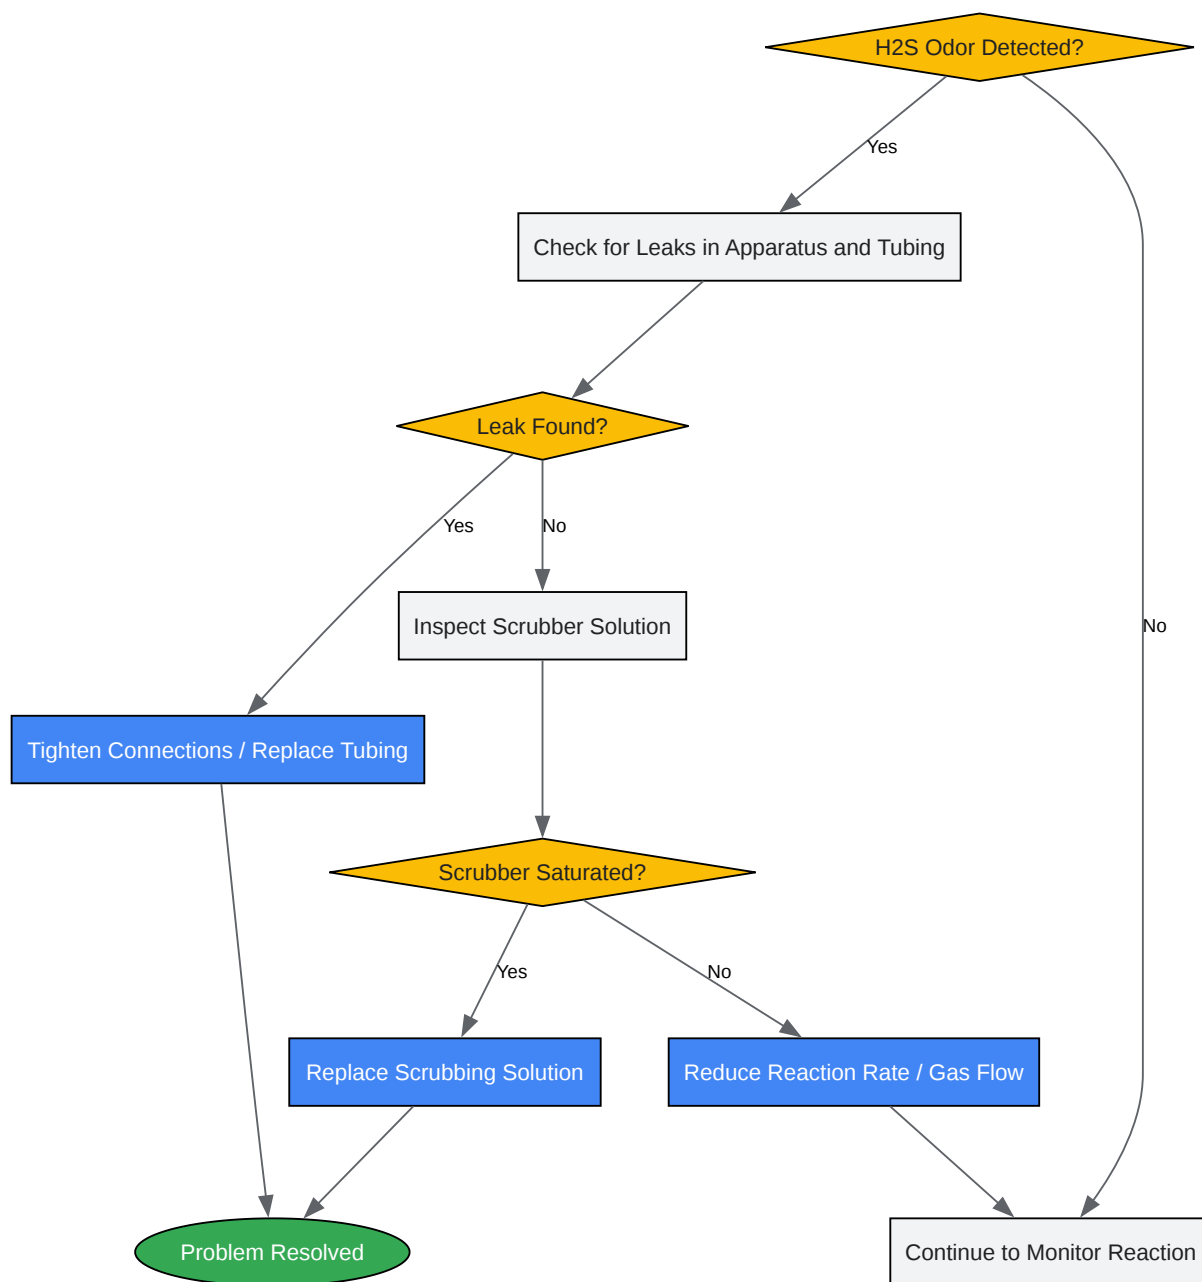 H2S Odor Detected?
Yes
Check for Leaks in Apparatus and Tubing
Leak Found?
Yes
No
Inspect Scrubber Solution
No
Tighten Connections / Replace Tubing
Scrubber Saturated?
Yes
No
Replace Scrubbing Solution
Reduce Reaction Rate / Gas Flow
Problem Resolved
Continue to Monitor Reaction